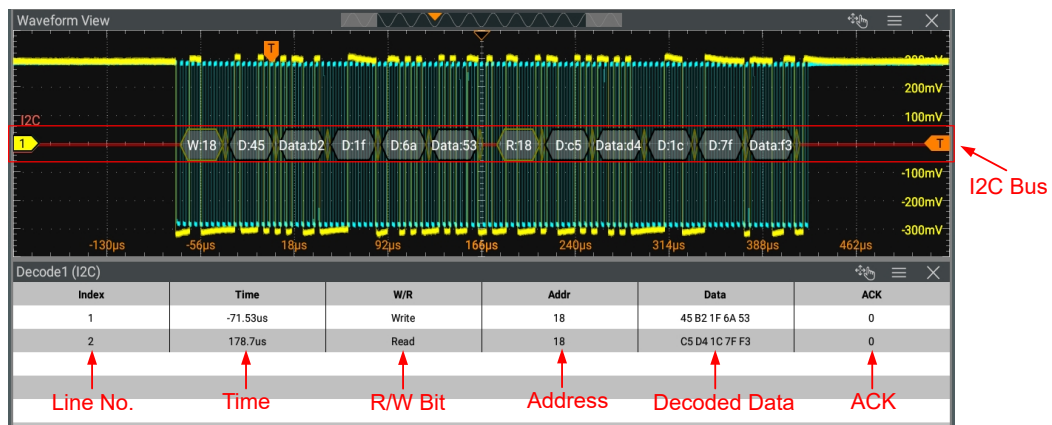 Waveform View
T
200mV
I2C
100mV
1
W:18 D:45 Data:b2 D:1f D:6a Data:53 R:18 D:c5 Data:d4 D:1c D:7f Data:f3
T
I2C Bus
-100mV
-200mV
-300mV
-130μs -56μs 18μs 92μs 166μs 240μs 314μs 388μs 462μs
Decode1 (I2C)
Index Time W/R Addr Data ACK
1 -71.53us Write 18 45 B2 1F 6A 53 0
2 178.7us Read 18 C5 D4 1C 7F F3 0
Line No. Time R/W Bit Address Decoded Data ACK